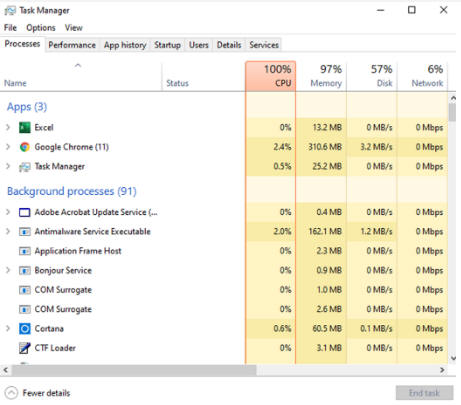 Task Manager
File Options View
Processes Performance App history Startup Users Details Services
100% 97% 57% 6%
Name Status CPU Memory Disk Network
Apps (3)
Excel 0% 13.2 MB 0 MB/s 0 Mbps
Google Chrome (11) 2.4% 310.6 MB 3.2 MB/s 0 Mbps
Task Manager 0.5% 25.2 MB 0 MB/s 0 Mbps
Background processes (91)
Adobe Acrobat Update Service (... 0% 0.4 MB 0 MB/s 0 Mbps
Antimalware Service Executable 2.0% 162.1 MB 1.2 MB/s 0 Mbps
Application Frame Host 0% 2.3 MB 0 MB/s 0 Mbps
Bonjour Service 0% 0.9 MB 0 MB/s 0 Mbps
COM Surrogate 0% 1.0 MB 0 MB/s 0 Mbps
COM Surrogate 0% 2.6 MB 0 MB/s 0 Mbps
Cortana 0.6% 60.5 MB 0.1 MB/s 0 Mbps
CTF Loader 0% 3.1 MB 0 MB/s 0 Mbps
Fewer details End task